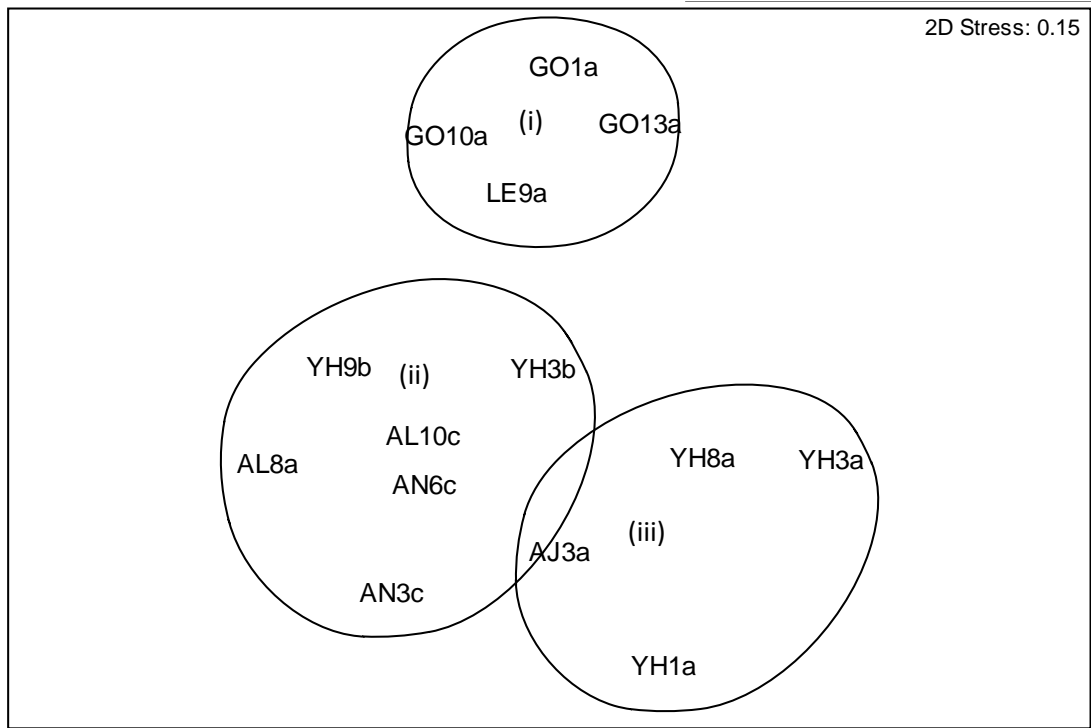 2D Stress: 0.15
GO1a
(i)
GO13a
GO10a
LE9a
YH9b
(ii)
YH3b
AL10c
AL8a
AN6c
YH8a
YH3a
(iii)
AJ3a
AN3c
YH1a